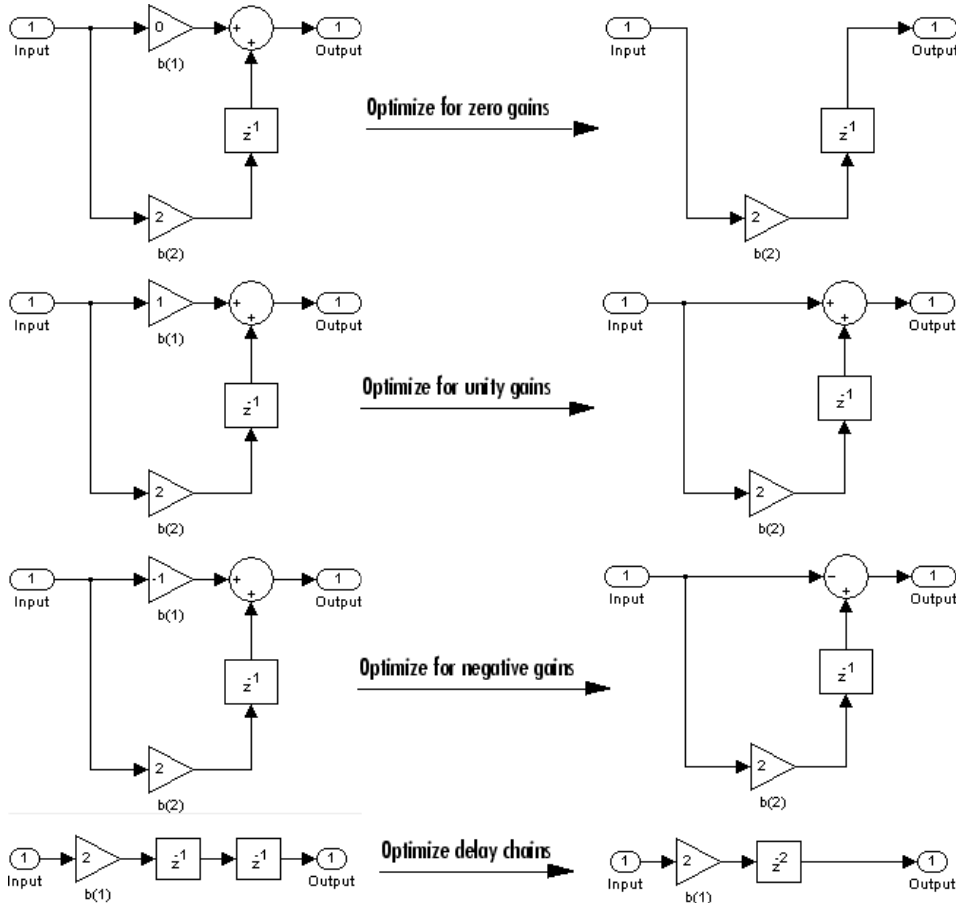 1 0 + 1
Input b(1) + Output
z-1
2
b(2)
Optimize for zero gains
1 1
Input Output
z-1
2
b(2)
1 1 + 1
Input b(1) + Output
z-1
2
b(2)
Optimize for unity gains
1 + 1
Input + Output
z-1
2
b(2)
1 -1 + 1
Input b(1) + Output
z-1
2
b(2)
Optimize for negative gains
1 − 1
Input + Output
z-1
2
b(2)
1 2 z-1 z-1 1
Input b(1) Output
Optimize delay chains
1 2 z-2 1
Input b(1) Output